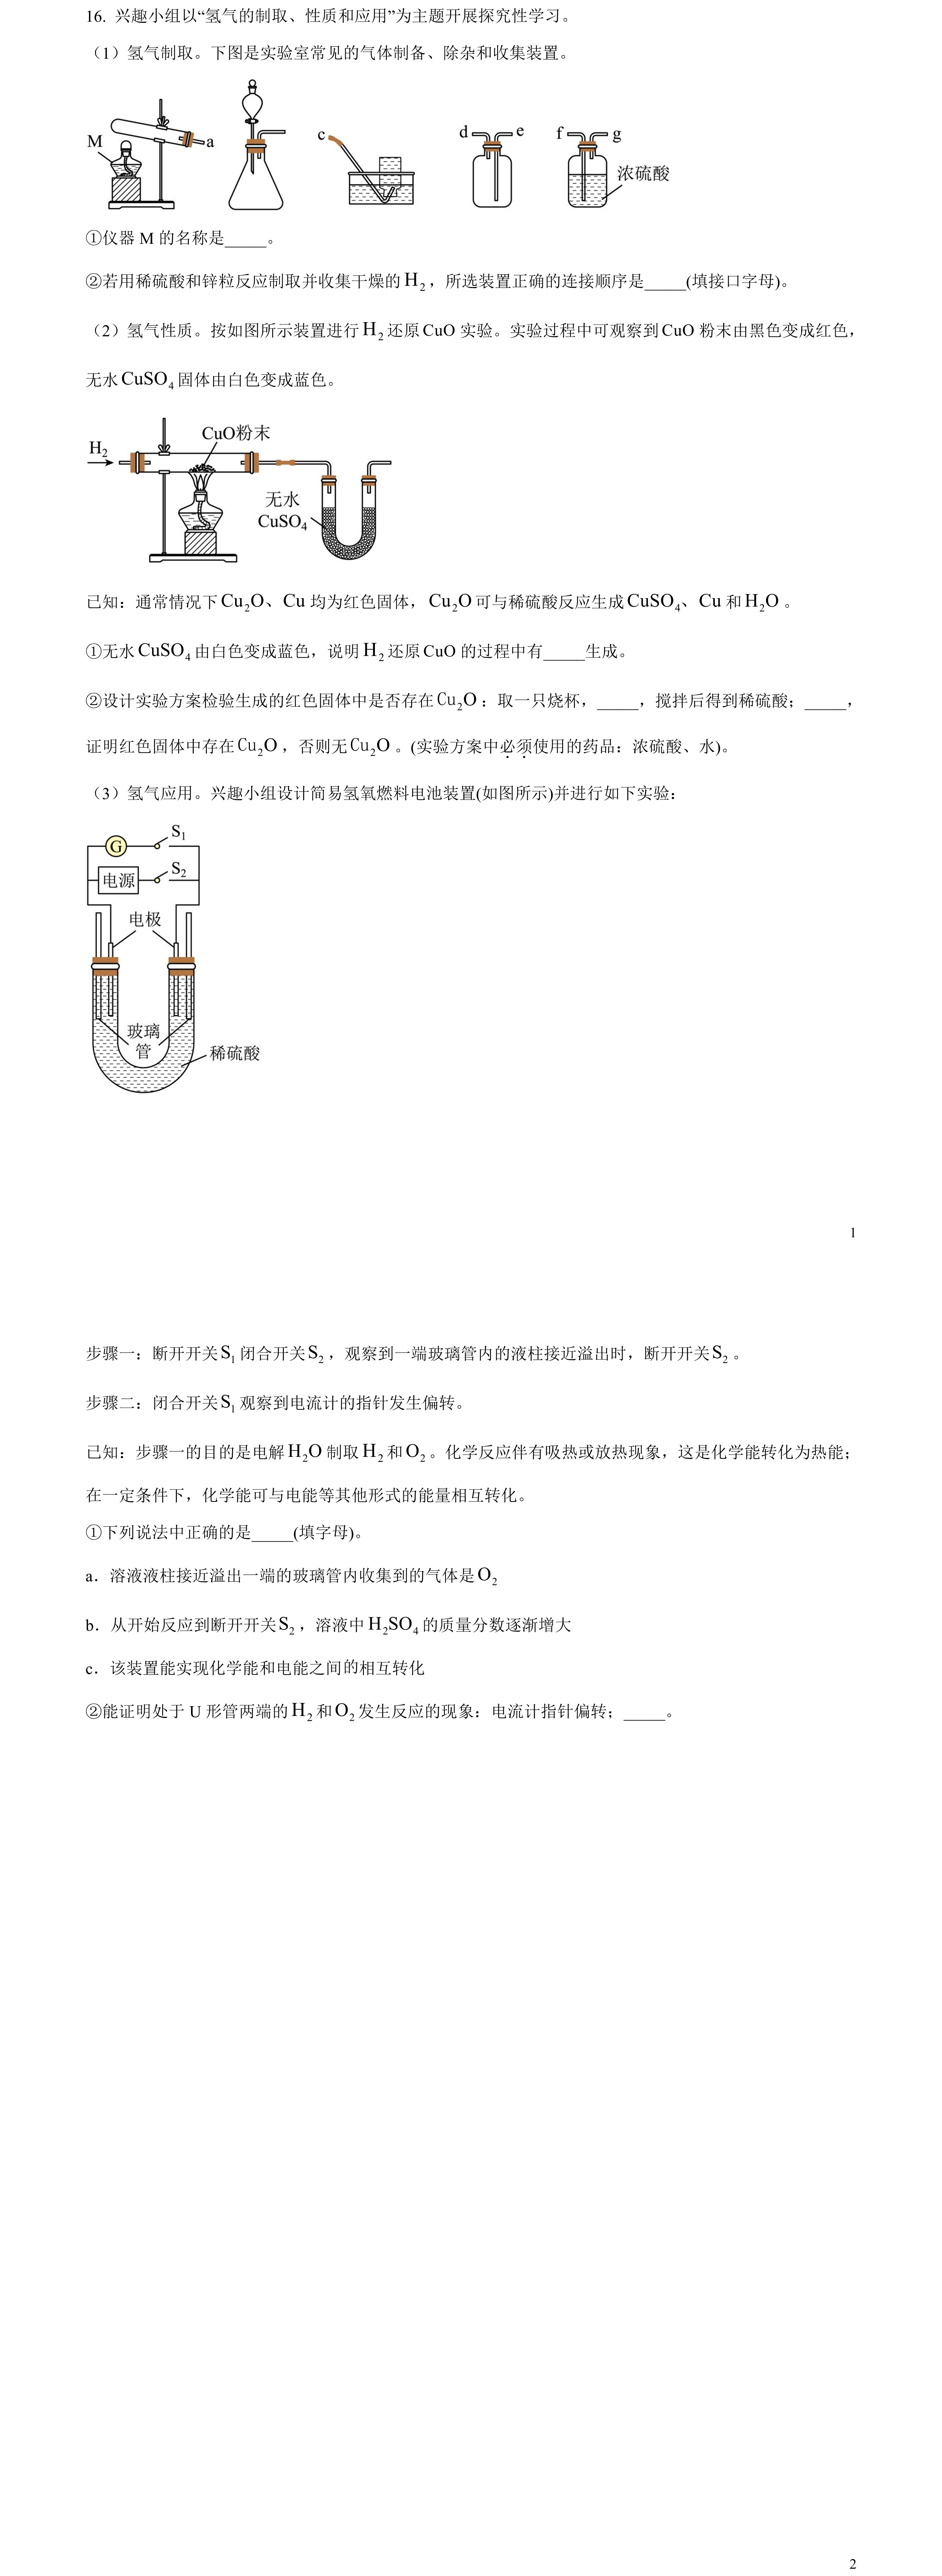 16. 兴趣小组以“氢气的制取、性质和应用”为主题开展探究性学习。
（1）氢气制取。下图是实验室常见的气体制备、除杂和收集装置。
M a c d e f g
浓硫酸
①仪器 M 的名称是_____。
②若用稀硫酸和锌粒反应制取并收集干燥的 H₂，所选装置正确的连接顺序是_____(填接口字母)。
（2）氢气性质。按如图所示装置进行 H₂ 还原 CuO 实验。实验过程中可观察到 CuO 粉末由黑色变成红色，
无水 CuSO₄ 固体由白色变成蓝色。
CuO粉末
H₂
无水
CuSO₄
已知：通常情况下 Cu₂O、Cu 均为红色固体，Cu₂O 可与稀硫酸反应生成 CuSO₄、Cu 和 H₂O 。
①无水 CuSO₄ 由白色变成蓝色，说明 H₂ 还原 CuO 的过程中有_____生成。
②设计实验方案检验生成的红色固体中是否存在 Cu₂O：取一只烧杯，_____，搅拌后得到稀硫酸；_____，
证明红色固体中存在 Cu₂O，否则无 Cu₂O 。(实验方案中必须使用的药品：浓硫酸、水)。
（3）氢气应用。兴趣小组设计简易氢氧燃料电池装置(如图所示)并进行如下实验：
S₁
G
S₂
电源
电极
玻璃
管
稀硫酸
1
步骤一：断开开关 S₁ 闭合开关 S₂，观察到一端玻璃管内的液柱接近溢出时，断开开关 S₂ 。
步骤二：闭合开关 S₁ 观察到电流计的指针发生偏转。
已知：步骤一的目的是电解 H₂O 制取 H₂ 和 O₂ 。化学反应伴有吸热或放热现象，这是化学能转化为热能；
在一定条件下，化学能可与电能等其他形式的能量相互转化。
①下列说法中正确的是_____(填字母)。
a．溶液液柱接近溢出一端的玻璃管内收集到的气体是 O₂
b．从开始反应到断开开关 S₂，溶液中 H₂SO₄ 的质量分数逐渐增大
c．该装置能实现化学能和电能之间的相互转化
②能证明处于 U 形管两端的 H₂ 和 O₂ 发生反应的现象：电流计指针偏转；_____。
2